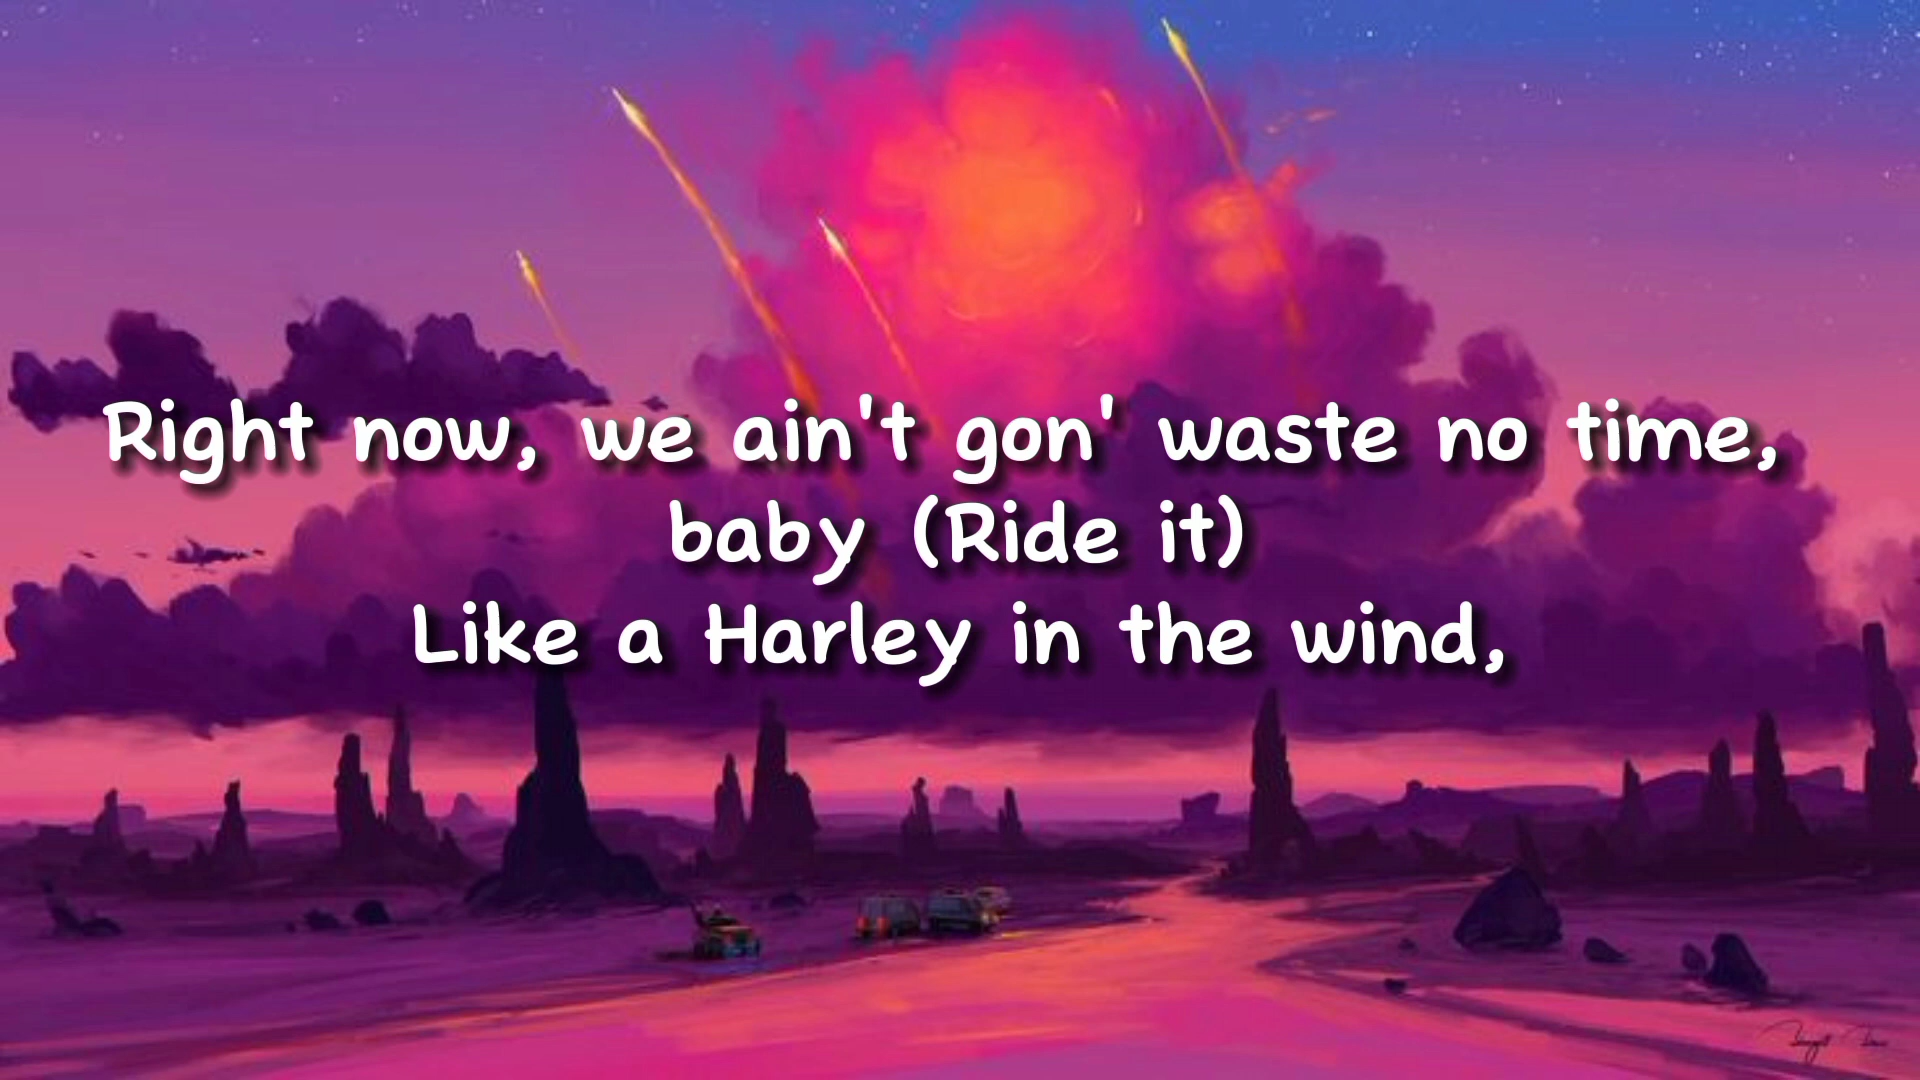 Right now, we ain't gon' waste no time,
baby (Ride it)
Like a Harley in the wind,